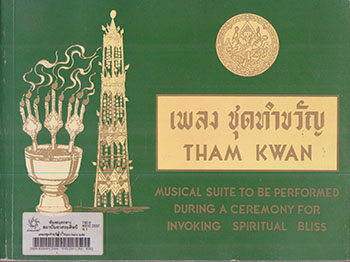 เพลง ชุดทำขวัญ
THAM KWAN
MUSICAL SUITE TO BE PERFORMED
DURING A CEREMONY FOR
INVOKING SPIRITUAL BLISS